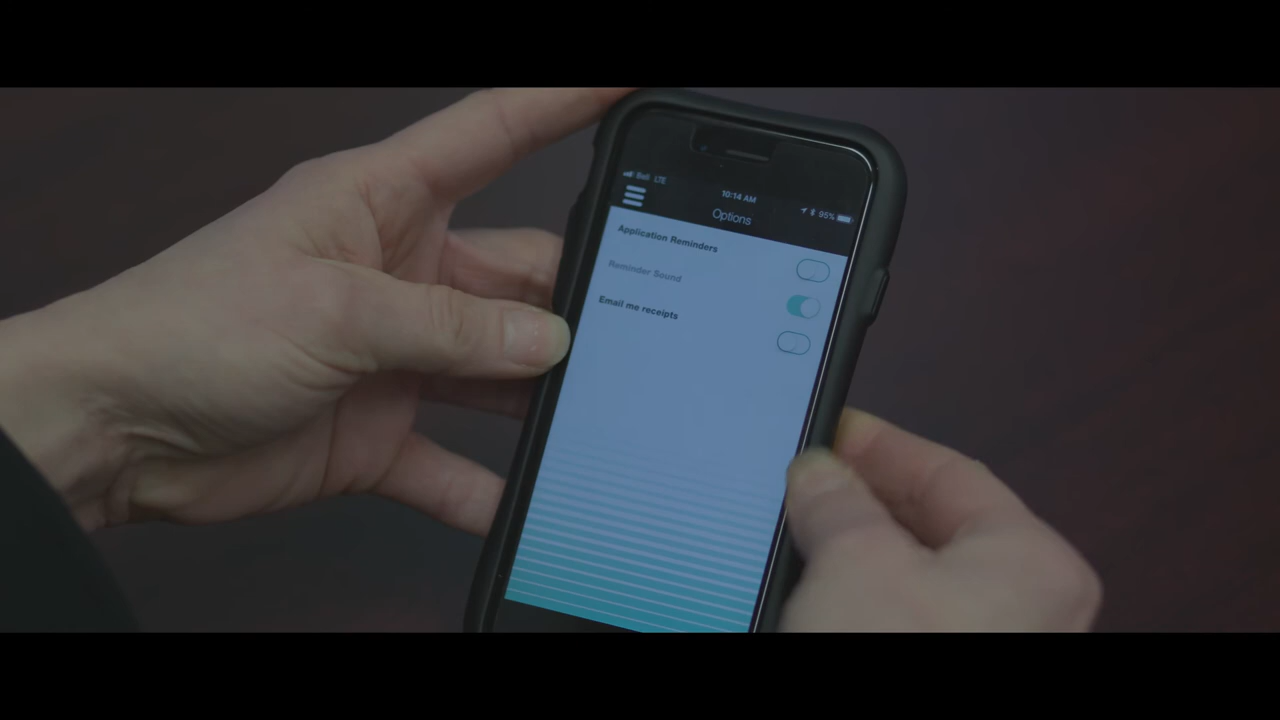 Bell LTE
10:14 AM
95%
Options
Application Reminders
Reminder Sound
Email me receipts